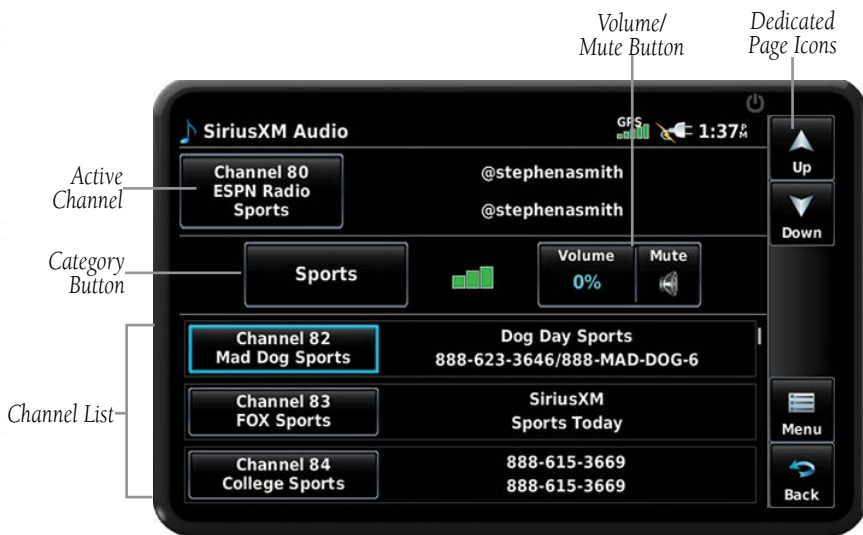 Volume/
Mute Button
Dedicated
Page Icons
SiriusXM Audio
GPS
1:37 PM
Up
Active
Channel
Channel 80
ESPN Radio
Sports
@stephenasmith
@stephenasmith
Down
Category
Button
Sports
Volume
0%
Mute
Channel List
Channel 82
Mad Dog Sports
Dog Day Sports
888-623-3646/888-MAD-DOG-6
Channel 83
FOX Sports
SiriusXM
Sports Today
Menu
Channel 84
College Sports
888-615-3669
888-615-3669
Back